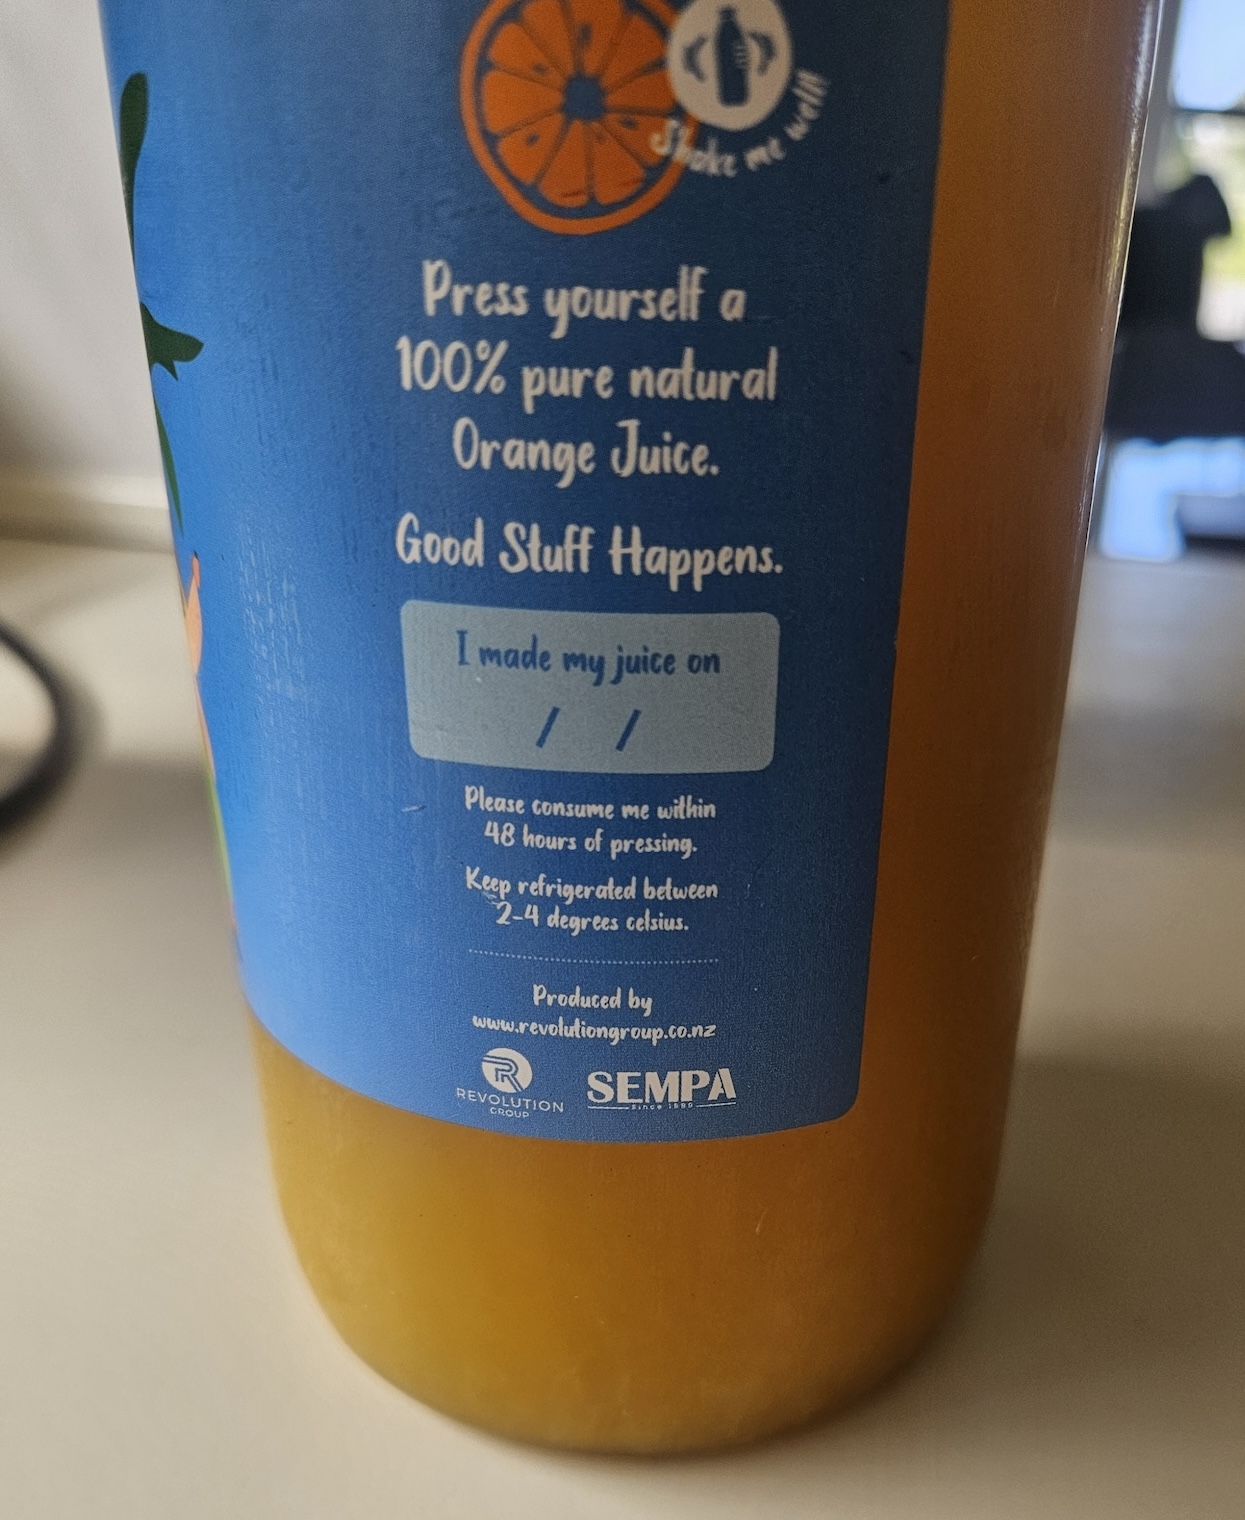 Shake me well!
Press yourself a
100% pure natural
Orange Juice.
Good Stuff Happens.
I made my juice on
/ /
Please consume me within
48 hours of pressing.
Keep refrigerated between
2-4 degrees celsius.
Produced by
www.revolutiongroup.co.nz
R
REVOLUTION
GROUP
SEMPA
Since